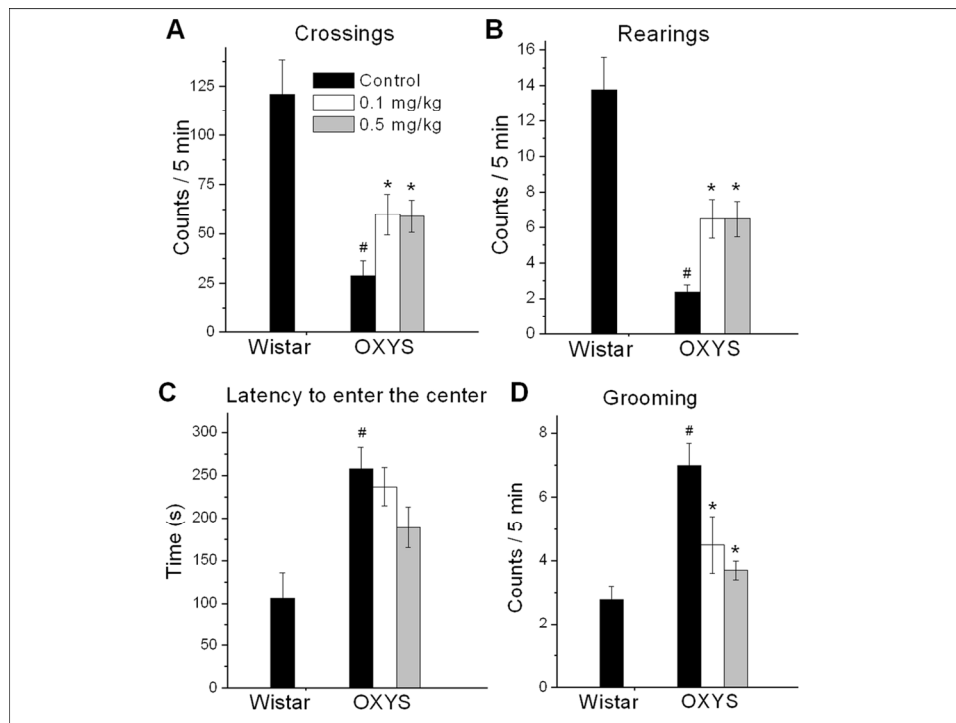 A
Crossings
Counts / 5 min
125
100
75
50
25
0
Control
0.1 mg/kg
0.5 mg/kg
#
*
*
Wistar
OXYS
B
Rearings
Counts / 5 min
16
14
12
10
8
6
4
2
0
#
*
*
Wistar
OXYS
C
Latency to enter the center
Time (s)
300
250
200
150
100
50
0
#
Wistar
OXYS
D
Grooming
Counts / 5 min
8
6
4
2
0
#
*
*
Wistar
OXYS